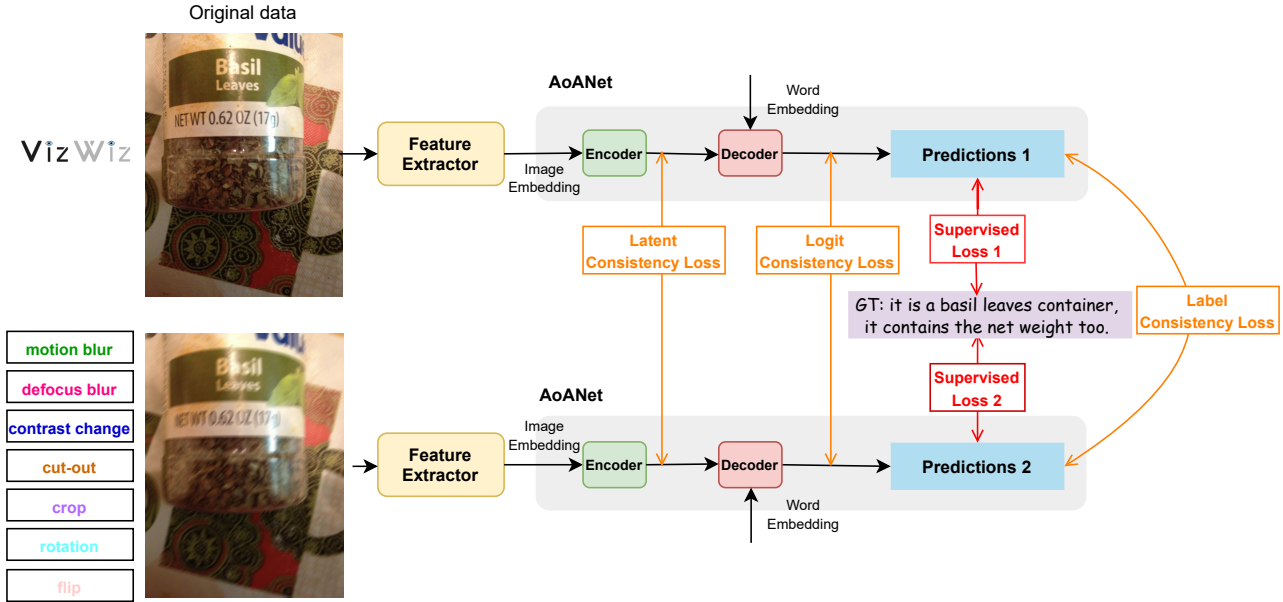 Original data
Value
Basil
Leaves
NET WT 0.62 OZ (17g)
VizWiz
Feature
Extractor
AoANet
Image
Embedding
Encoder
Decoder
Word
Embedding
Predictions 1
Latent
Consistency Loss
Logit
Consistency Loss
Supervised
Loss 1
GT: it is a basil leaves container,
it contains the net weight too.
Label
Consistency Loss
Supervised
Loss 2
motion blur
defocus blur
contrast change
cut-out
crop
rotation
flip
Basil
Leaves
NET WT 0.62 OZ (17g)
Feature
Extractor
AoANet
Image
Embedding
Encoder
Decoder
Word
Embedding
Predictions 2